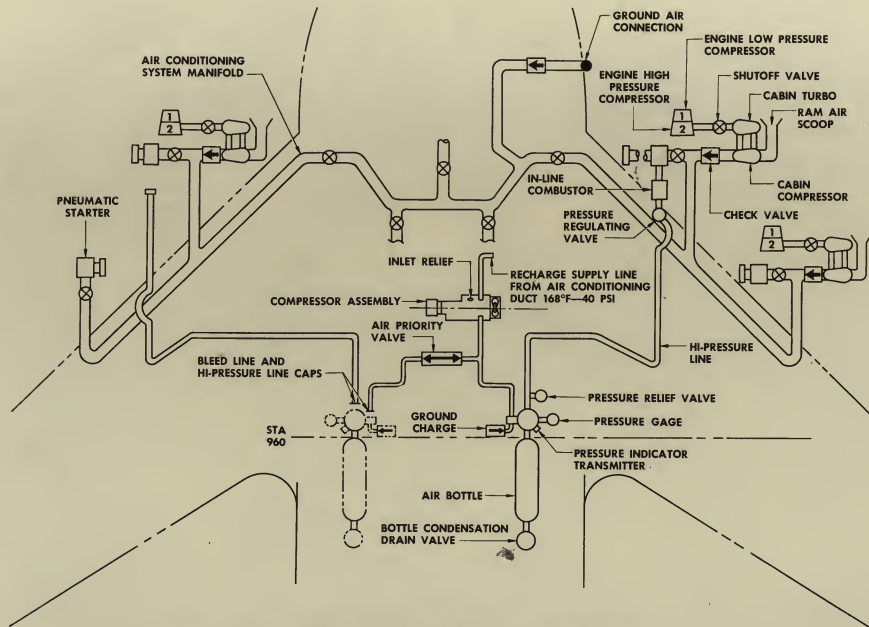 GROUND AIR
CONNECTION
ENGINE LOW PRESSURE
COMPRESSOR
AIR CONDITIONING
SYSTEM MANIFOLD
ENGINE HIGH
PRESSURE
COMPRESSOR
SHUTOFF VALVE
CABIN TURBO
RAM AIR
SCOOP
1
2
1
2
IN-LINE
COMBUSTOR
CABIN
COMPRESSOR
PNEUMATIC
STARTER
PRESSURE
REGULATING
VALVE
CHECK VALVE
1
2
INLET RELIEF
RECHARGE SUPPLY LINE
FROM AIR CONDITIONING
DUCT 168°F—40 PSI
COMPRESSOR ASSEMBLY
AIR PRIORITY
VALVE
HI-PRESSURE
LINE
BLEED LINE AND
HI-PRESSURE LINE CAPS
PRESSURE RELIEF VALVE
GROUND
CHARGE
PRESSURE GAGE
STA
960
PRESSURE INDICATOR
TRANSMITTER
AIR BOTTLE
BOTTLE CONDENSATION
DRAIN VALVE